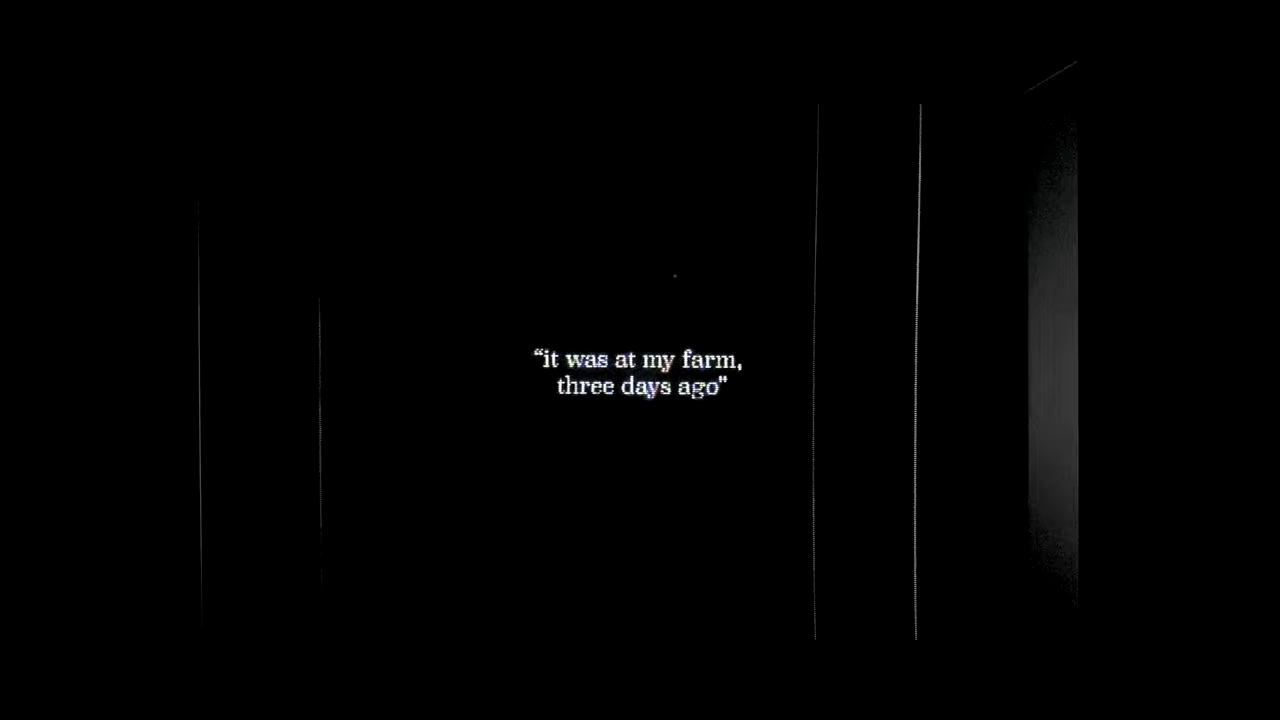 “it was at my farm,
three days ago”